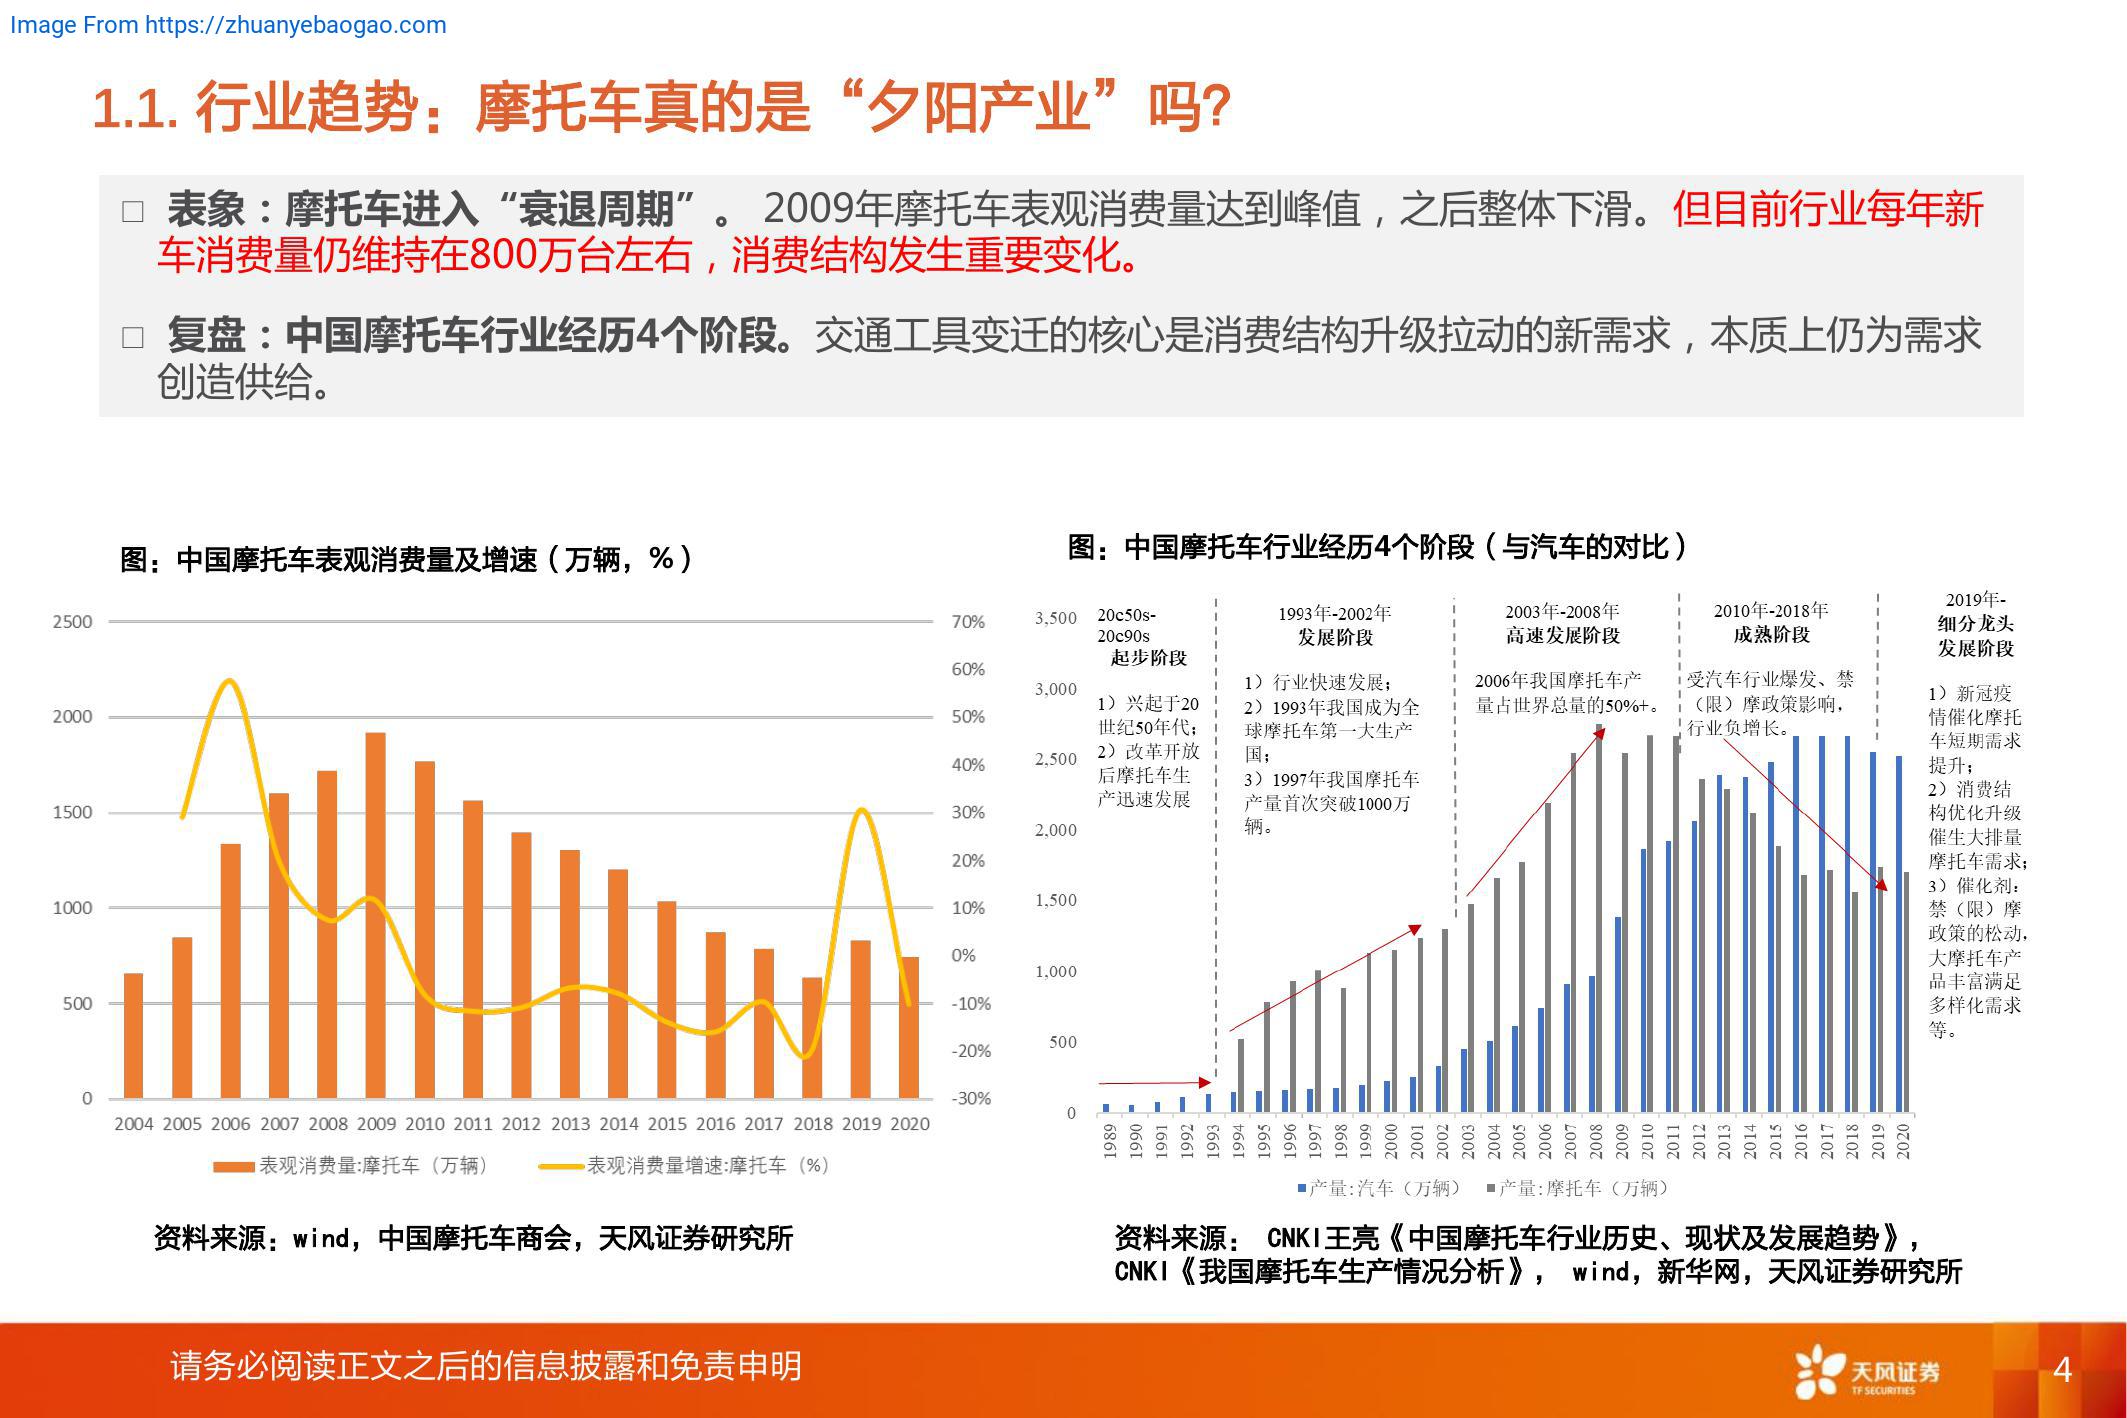 Image From https://zhuanyebaogao.com
1.1. 行业趋势：摩托车真的是“夕阳产业”吗？
□ 表象：摩托车进入“衰退周期”。 2009年摩托车表观消费量达到峰值，之后整体下滑。但目前行业每年新
车消费量仍维持在800万台左右，消费结构发生重要变化。
□ 复盘：中国摩托车行业经历4个阶段。交通工具变迁的核心是消费结构升级拉动的新需求，本质上仍为需求
创造供给。
图：中国摩托车表观消费量及增速（万辆，%）
2500
2000
1500
1000
500
0
70%
60%
50%
40%
30%
20%
10%
0%
-10%
-20%
-30%
2004 2005 2006 2007 2008 2009 2010 2011 2012 2013 2014 2015 2016 2017 2018 2019 2020
表观消费量:摩托车（万辆） 表观消费量增速:摩托车（%）
资料来源：wind，中国摩托车商会，天风证券研究所
图：中国摩托车行业经历4个阶段（与汽车的对比）
3,500
3,000
2,500
2,000
1,500
1,000
500
0
20c50s-
20c90s
起步阶段
1）兴起于20
世纪50年代；
2）改革开放
后摩托车生
产迅速发展
1993年-2002年
发展阶段
1）行业快速发展；
2）1993年我国成为全
球摩托车第一大生产
国；
3）1997年我国摩托车
产量首次突破1000万
辆。
2003年-2008年
高速发展阶段
2006年我国摩托车产
量占世界总量的50%+。
2010年-2018年
成熟阶段
受汽车行业爆发、禁
（限）摩政策影响，
行业负增长。
2019年-
细分龙头
发展阶段
1）新冠疫
情催化摩托
车短期需求
提升；
2）消费结
构优化升级
催生大排量
摩托车需求；
3）催化剂：
禁（限）摩
政策的松动，
大摩托车产
品丰富满足
多样化需求
等。
1989 1990 1991 1992 1993 1994 1995 1996 1997 1998 1999 2000 2001 2002 2003 2004 2005 2006 2007 2008 2009 2010 2011 2012 2013 2014 2015 2016 2017 2018 2019 2020
产量:汽车（万辆） 产量:摩托车（万辆）
资料来源： CNKI王亮《中国摩托车行业历史、现状及发展趋势》，
CNKI《我国摩托车生产情况分析》， wind，新华网，天风证券研究所
请务必阅读正文之后的信息披露和免责申明
天风证券
TF SECURITIES
4